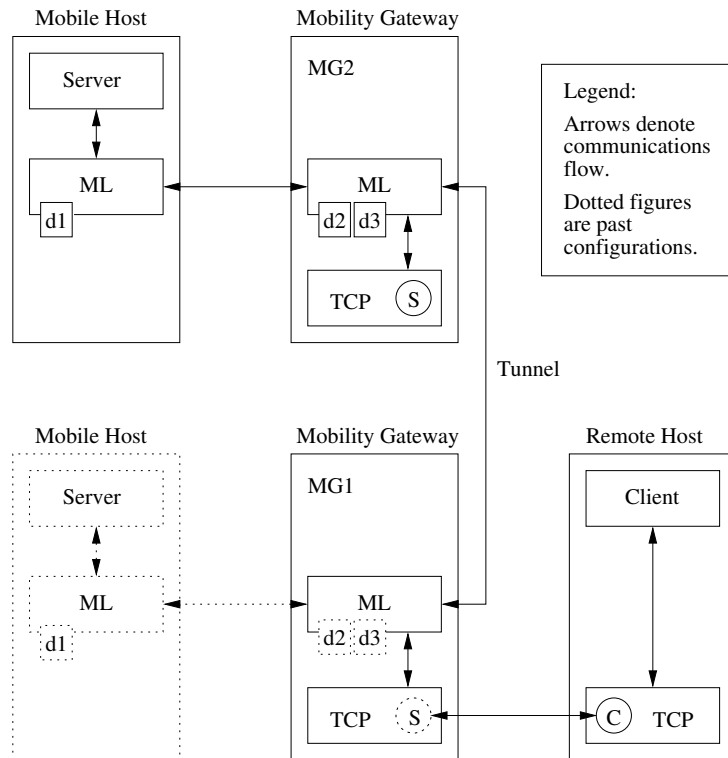 Mobile Host
Mobility Gateway
Server
MG2
Legend:
Arrows denote
communications
flow.
Dotted figures
are past
configurations.
ML
ML
d1
d2 d3
TCP S
Tunnel
Mobile Host
Mobility Gateway
Remote Host
Server
MG1
Client
ML
ML
d1
d2 d3
TCP S
C TCP